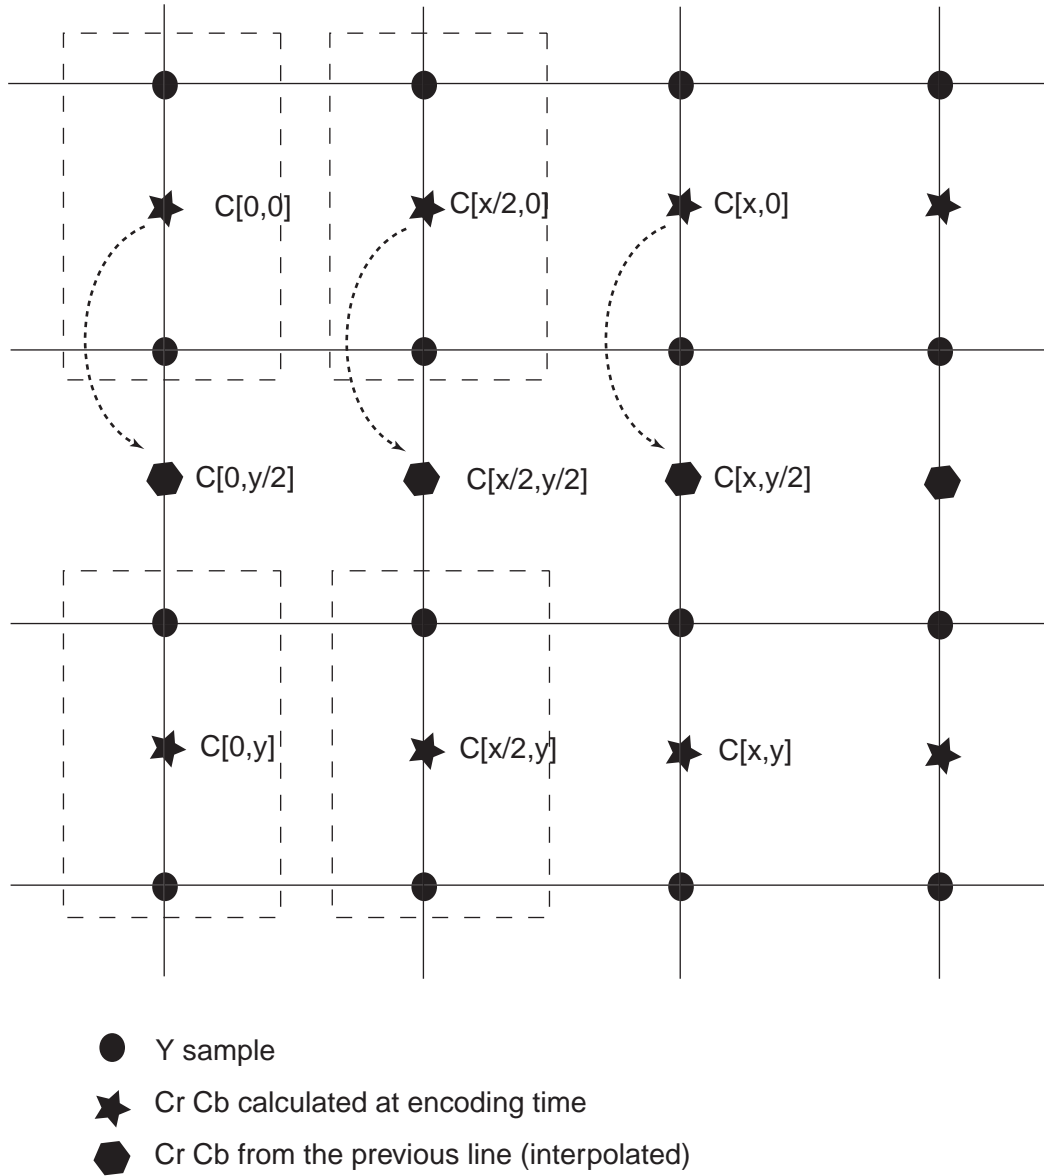 C[0,0]
C[x/2,0]
C[x,0]
C[0,y/2]
C[x/2,y/2]
C[x,y/2]
C[0,y]
C[x/2,y]
C[x,y]
Y sample
Cr Cb calculated at encoding time
Cr Cb from the previous line (interpolated)